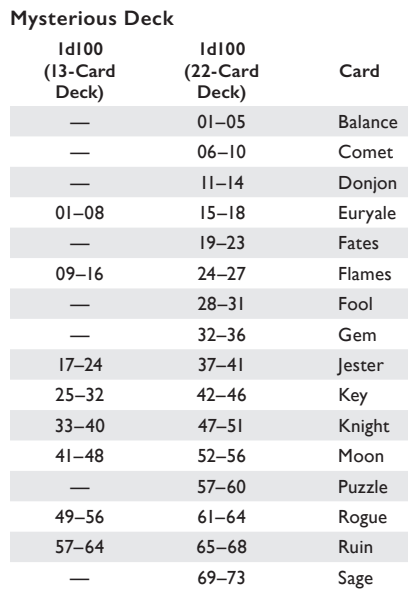 Mysterious Deck
1d100 (13-Card Deck) 1d100 (22-Card Deck) Card
— 01–05 Balance
— 06–10 Comet
— 11–14 Donjon
01–08 15–18 Euryale
— 19–23 Fates
09–16 24–27 Flames
— 28–31 Fool
— 32–36 Gem
17–24 37–41 Jester
25–32 42–46 Key
33–40 47–51 Knight
41–48 52–56 Moon
— 57–60 Puzzle
49–56 61–64 Rogue
57–64 65–68 Ruin
— 69–73 Sage